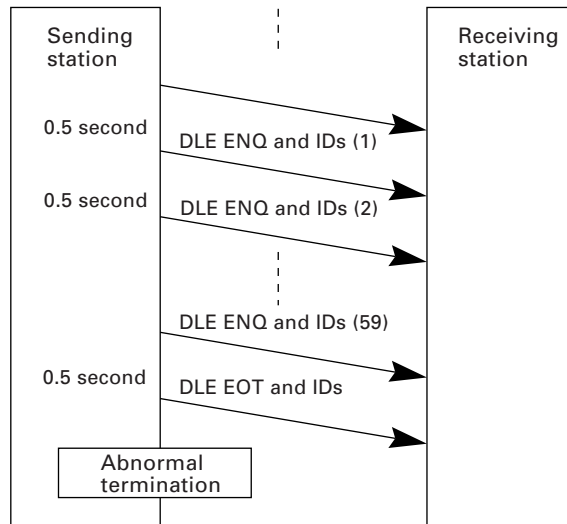 Sending
station
Receiving
station
0.5 second
DLE ENQ and IDs (1)
0.5 second
DLE ENQ and IDs (2)
DLE ENQ and IDs (59)
0.5 second
DLE EOT and IDs
Abnormal
termination